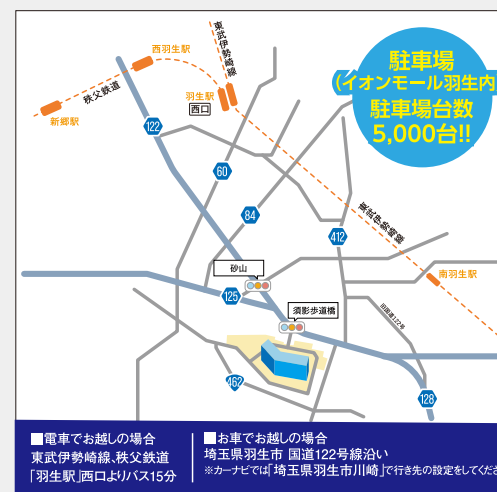 東武伊勢崎線
西羽生駅
秩父鉄道
羽生駅
西口
新郷駅
駐車場
(イオンモール羽生内
駐車場台数
5,000台!!
122
60
84
412
東武伊勢崎線
砂山
南羽生駅
125
須影歩道橋
旧国道122号
462
128
■電車でお越しの場合
東武伊勢崎線、秩父鉄道
「羽生駅」西口よりバス15分
■お車でお越しの場合
埼玉県羽生市 国道122号線沿い
※カーナビでは「埼玉県羽生市川崎」で行き先の設定をしてくださ